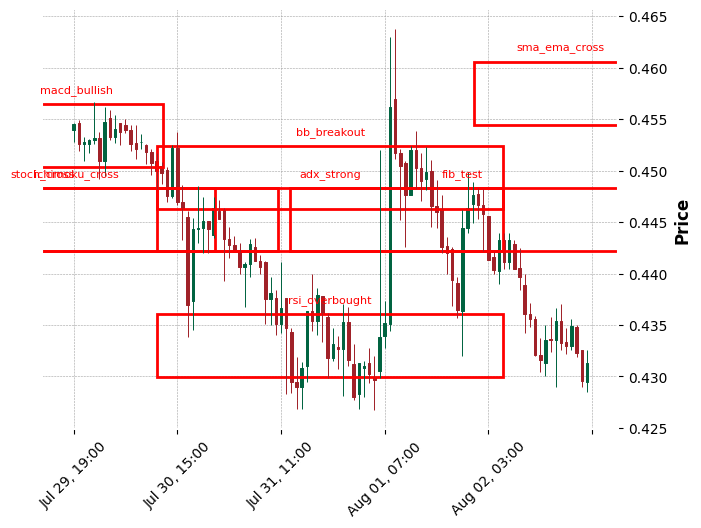 0.465
sma_ema_cross
0.460
macd_bullish
0.455
bb_breakout
0.450
adx_strong
fib_test
0.445
Price
0.440
rsi_overbought
0.435
0.430
0.425
Jul 29, 19:00
Jul 30, 15:00
Jul 31, 11:00
Aug 01, 07:00
Aug 02, 03:00